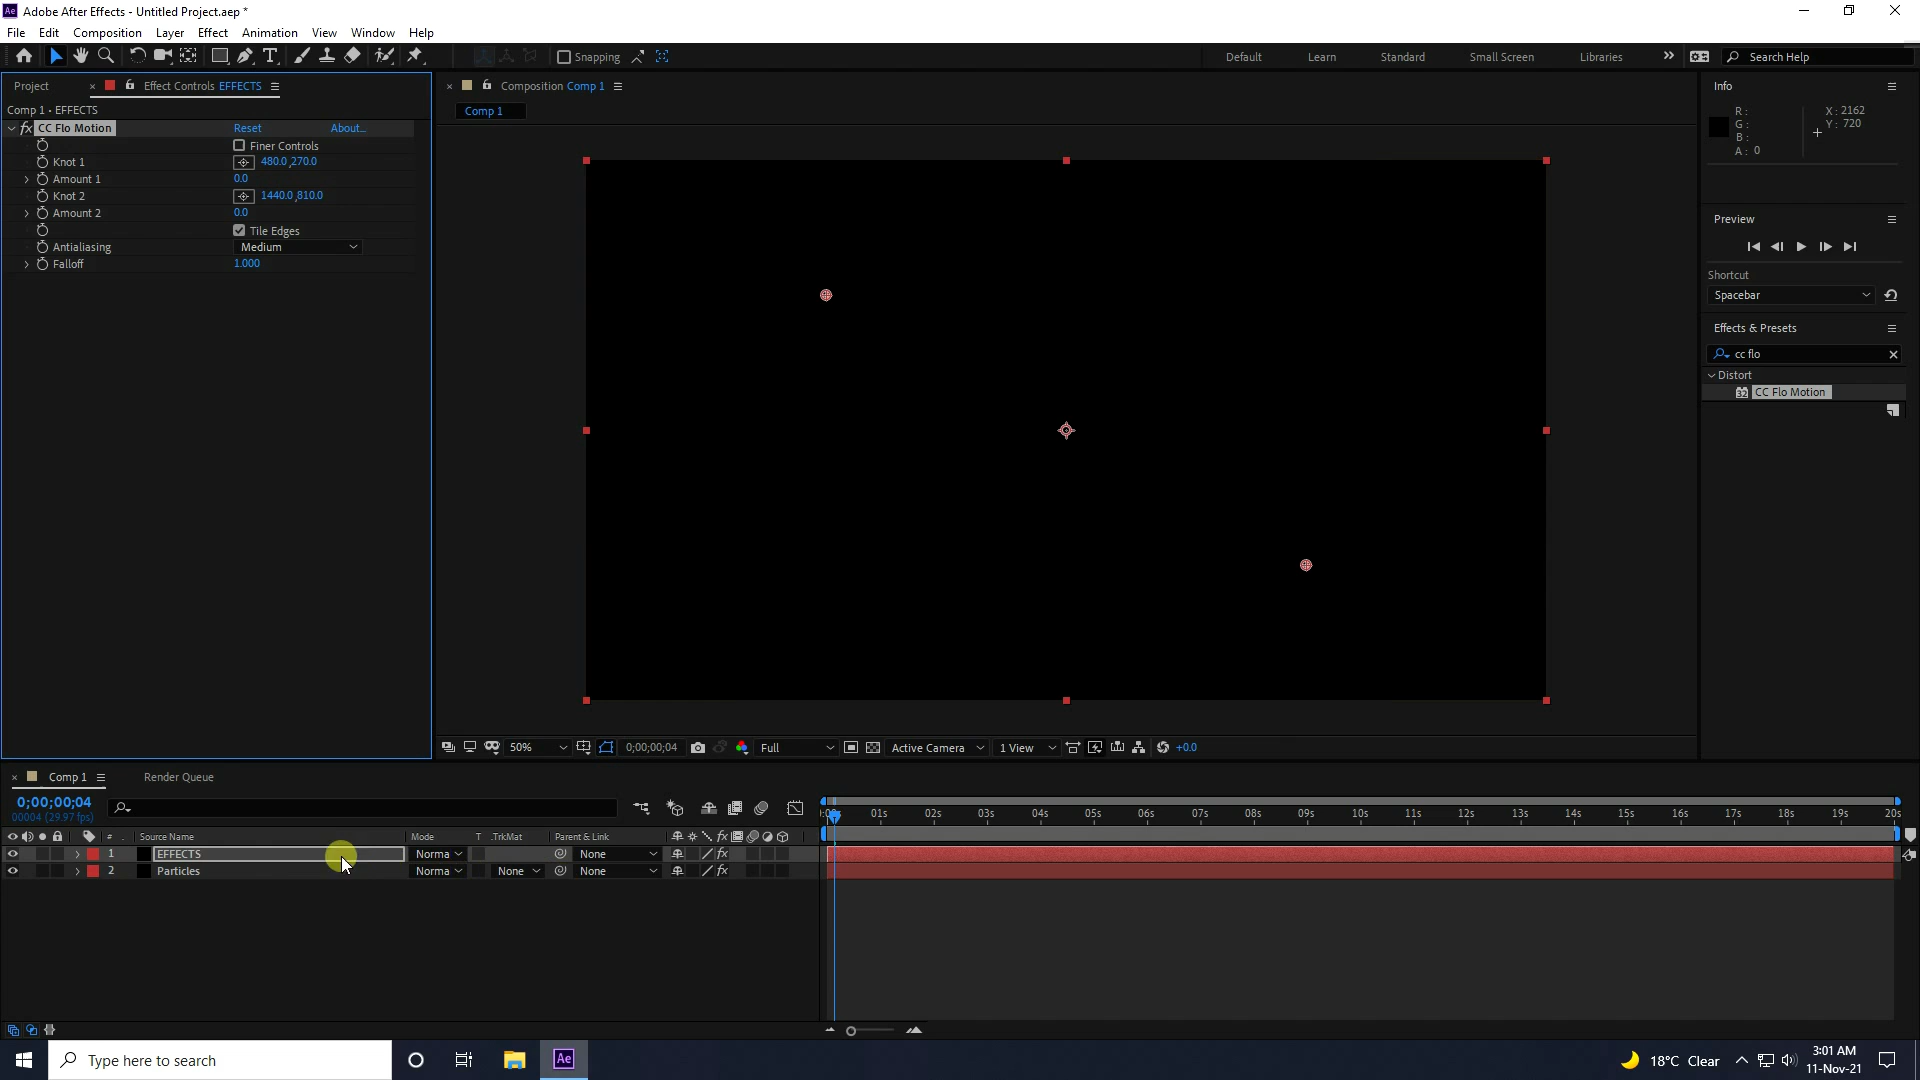 Adobe After Effects - Untitled Project.aep *
File Edit Composition Layer Effect Animation View Window Help
Snapping Default Learn Standard Small Screen Libraries Search Help
Project Effect Controls EFFECTS Composition Comp 1 Info
Comp 1 • EFFECTS Comp 1
R: X: 2162
G: Y: 720
B:
A: 0
fx CC Flo Motion Reset About...
Finer Controls
Knot 1 480.0,270.0
Amount 1 0.0
Knot 2 1440.0,810.0
Amount 2 0.0
Tile Edges
Antialiasing Medium
Falloff 1.000
Preview
Shortcut
Spacebar
Effects & Presets
cc flo
Distort
32 CC Flo Motion
50% 0;00;00;04 Full Active Camera 1 View +0.0
Comp 1 Render Queue
0;00;00;04
00004 (29.97 fps)
01s 02s 03s 04s 05s 06s 07s 08s 09s 10s 11s 12s 13s 14s 15s 16s 17s 18s 19s 20s
# Source Name Mode T .TrkMat Parent & Link fx
1 EFFECTS Norma None fx
2 Particles Norma None None fx
Ae Type here to search
18°C Clear
3:01 AM
11-Nov-21